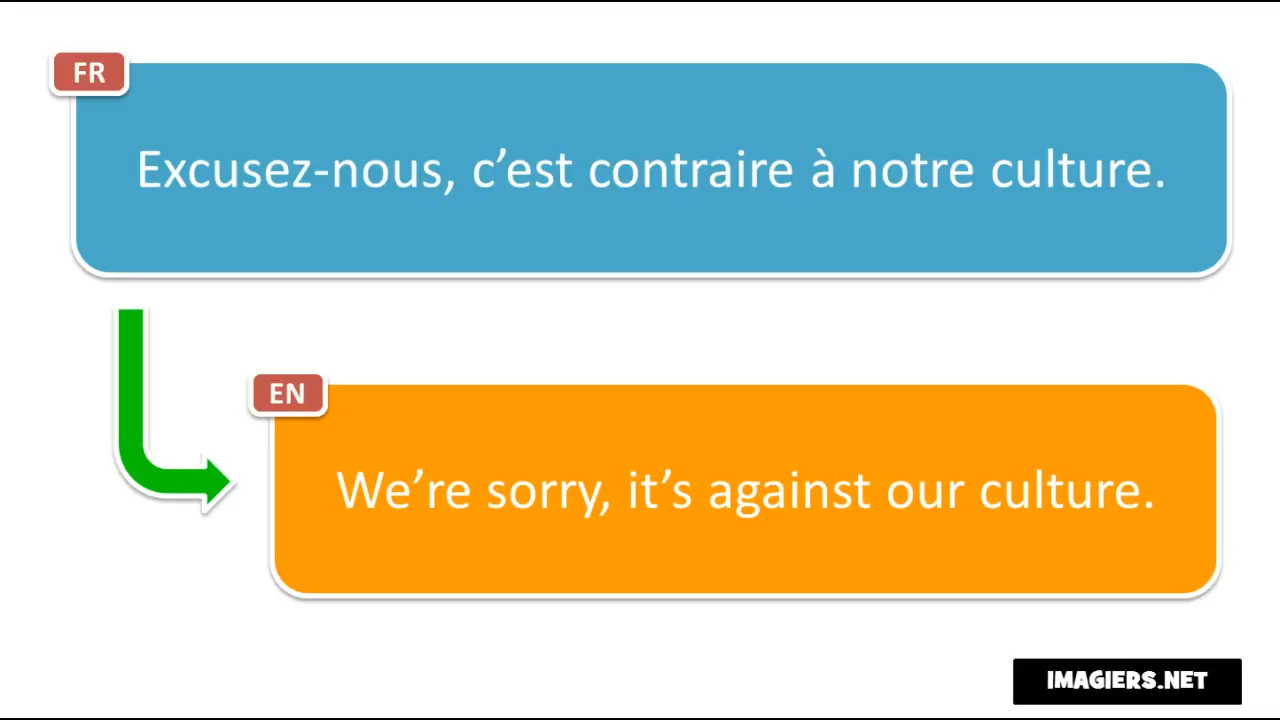 FR
Excusez-nous, c’est contraire à notre culture.
EN
We’re sorry, it’s against our culture.
IMAGIERS.NET